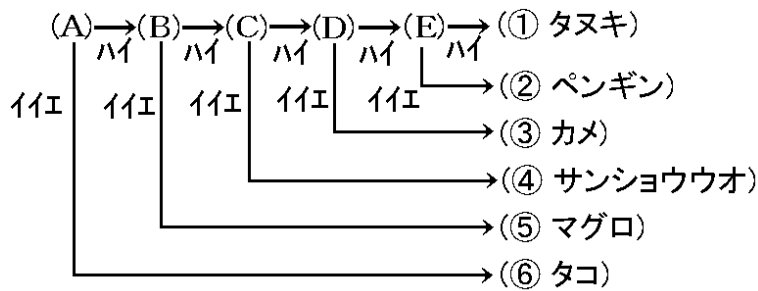 (A) (B) (C) (D) (E) (① タヌキ)
ハイ ハイ ハイ ハイ ハイ
(② ペンギン)
イイエ イイエ イイエ イイエ イイエ
(③ カメ)
(④ サンショウウオ)
(⑤ マグロ)
(⑥ タコ)